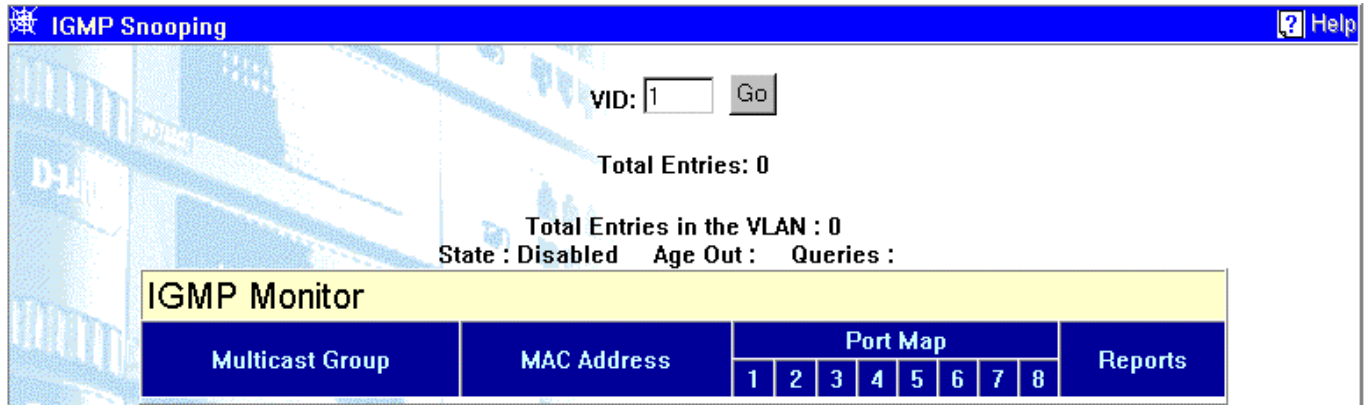 IGMP Snooping
? Help
VID: 1 Go
Total Entries: 0
Total Entries in the VLAN : 0
State : Disabled Age Out : Queries :
IGMP Monitor
Multicast Group MAC Address Port Map Reports
1 2 3 4 5 6 7 8